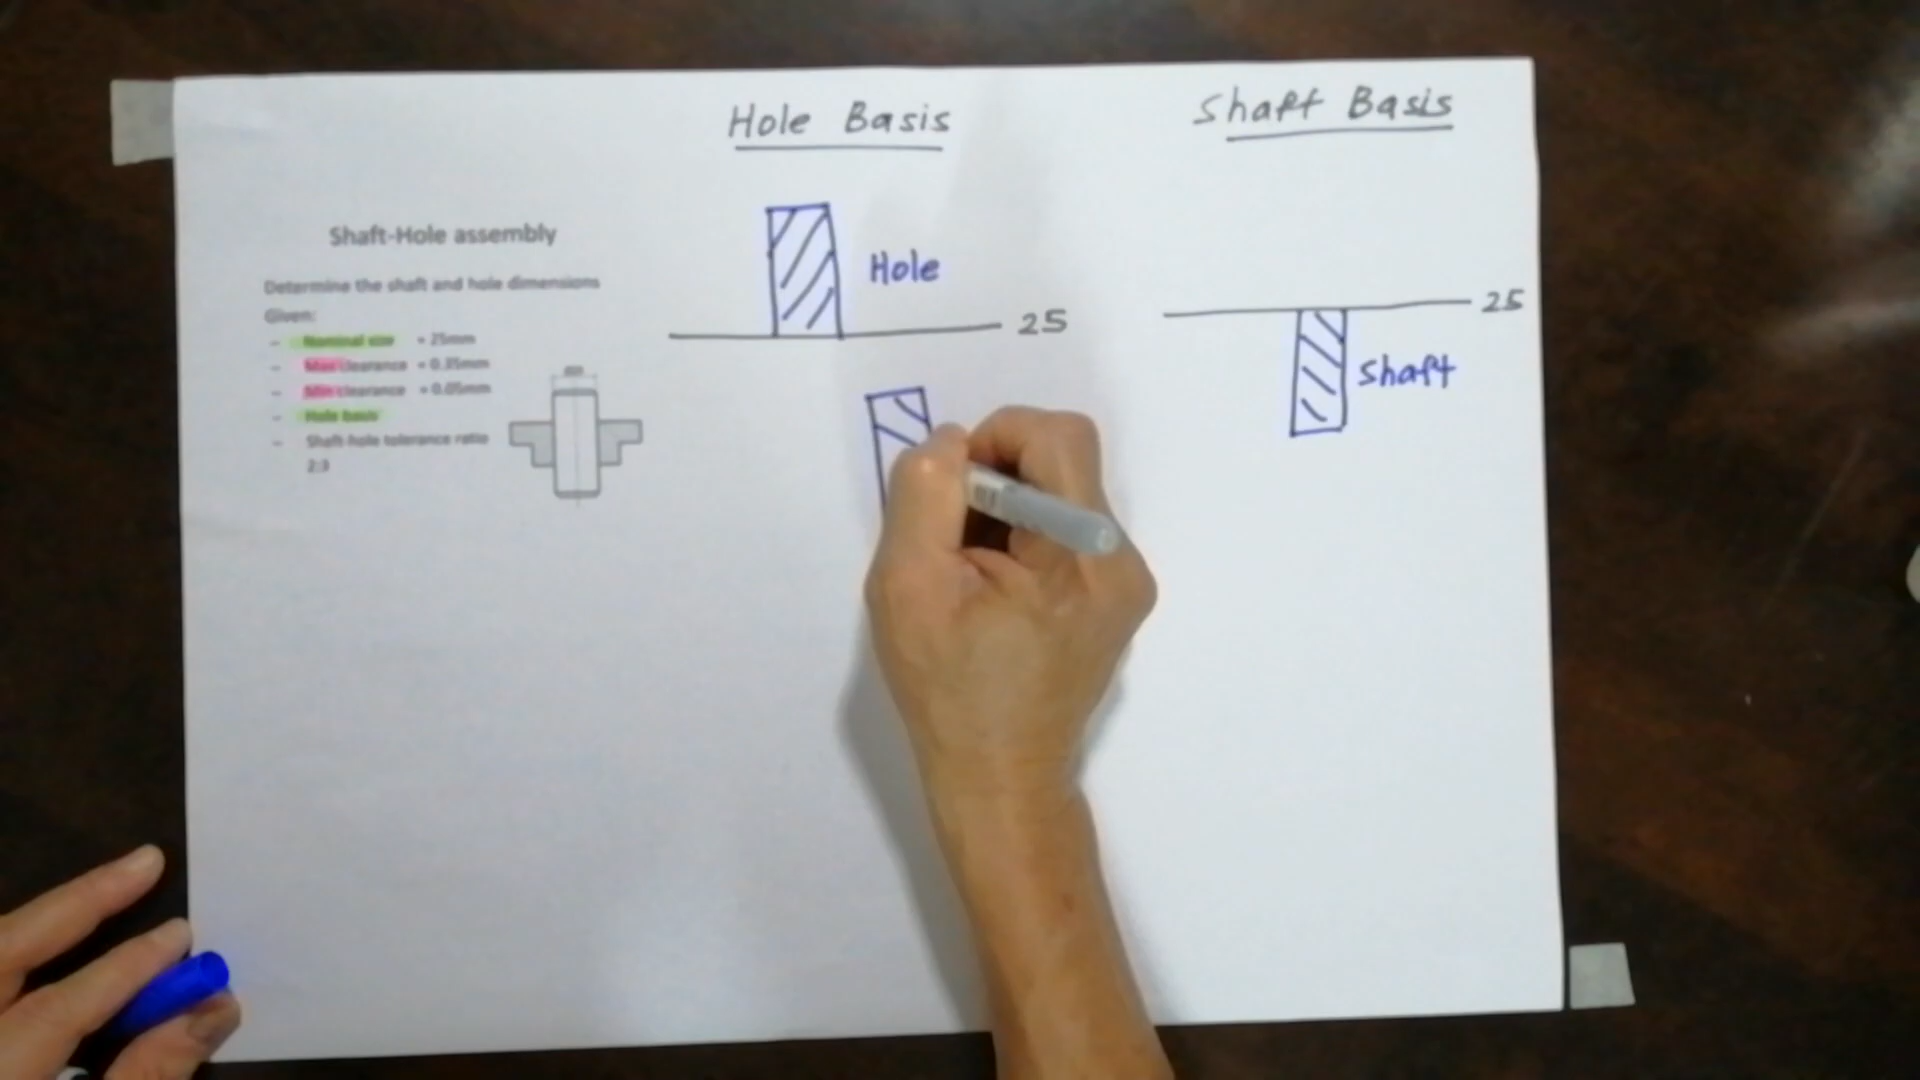 Hole Basis
Shaft Basis
Shaft-Hole assembly
Determine the shaft and hole dimensions
Given:
- Nominal size = 25mm
- Max clearance = 0.35mm
- Min clearance = 0.05mm
- Hole basis
- Shaft-hole tolerance ratio
2:3
Hole
25
25
Shaft